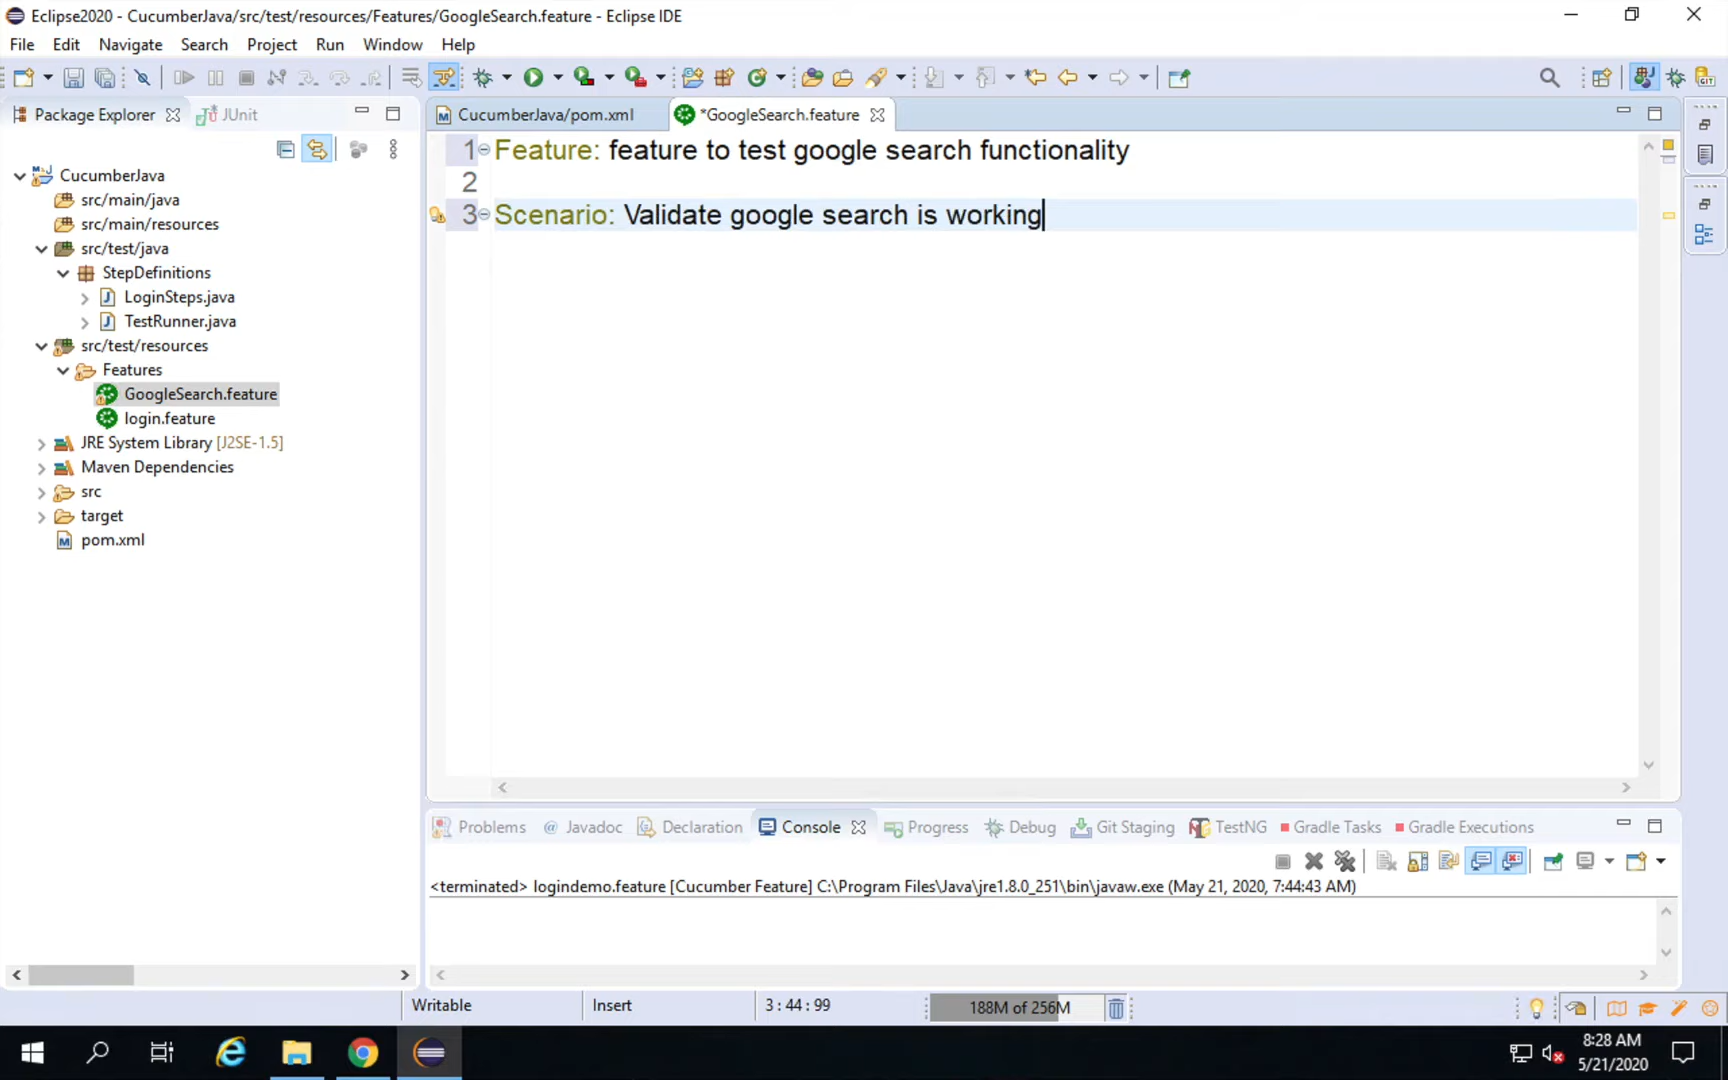 Eclipse2020 - CucumberJava/src/test/resources/Features/GoogleSearch.feature - Eclipse IDE
File Edit Navigate Search Project Run Window Help
Package Explorer JUnit
CucumberJava/pom.xml *GoogleSearch.feature
CucumberJava
src/main/java
src/main/resources
src/test/java
StepDefinitions
LoginSteps.java
TestRunner.java
src/test/resources
Features
GoogleSearch.feature
login.feature
JRE System Library [J2SE-1.5]
Maven Dependencies
src
target
pom.xml
1 Feature: feature to test google search functionality
2
3 Scenario: Validate google search is working
Problems @ Javadoc Declaration Console Progress Debug Git Staging TestNG Gradle Tasks Gradle Executions
<terminated> logindemo.feature [Cucumber Feature] C:\Program Files\Java\jre1.8.0_251\bin\javaw.exe (May 21, 2020, 7:44:43 AM)
Writable Insert 3 : 44 : 99 188M of 256M
8:28 AM
5/21/2020